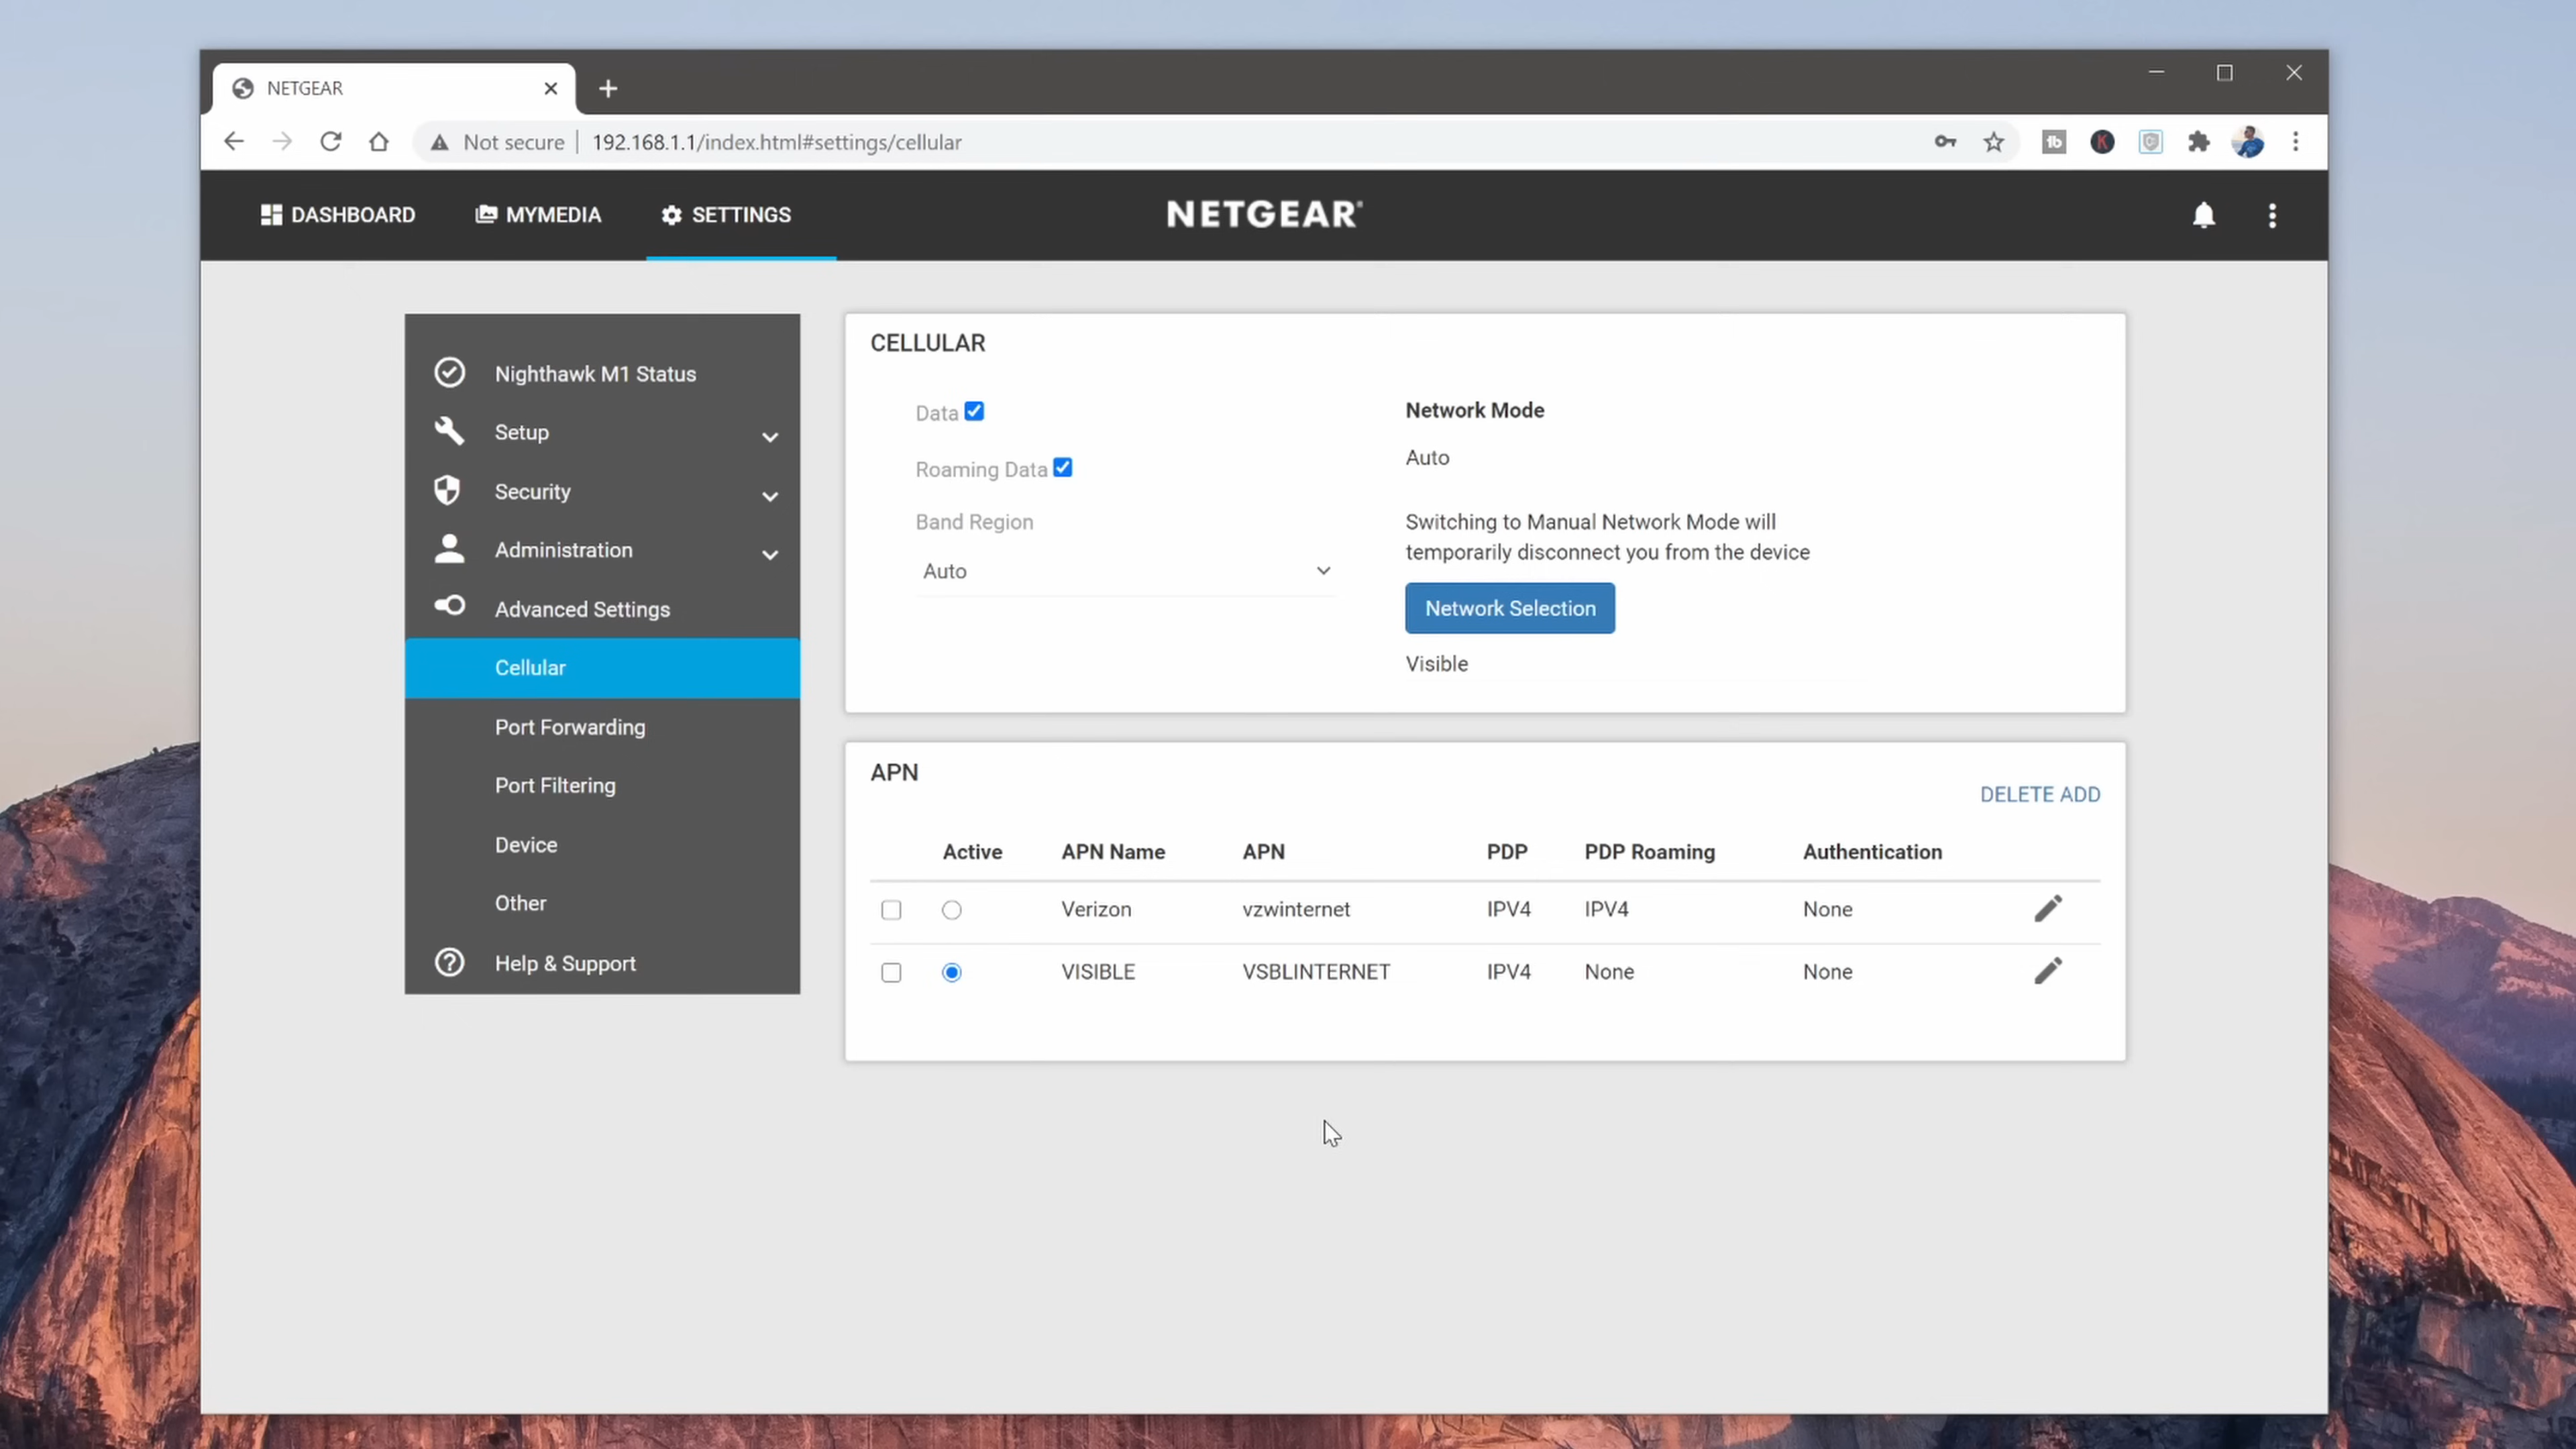 NETGEAR
Not secure 192.168.1.1/index.html#settings/cellular
DASHBOARD MYMEDIA SETTINGS NETGEAR
Nighthawk M1 Status
Setup
Security
Administration
Advanced Settings
Cellular
Port Forwarding
Port Filtering
Device
Other
Help & Support
CELLULAR
Data
Roaming Data
Band Region
Auto
Network Mode
Auto
Switching to Manual Network Mode will
temporarily disconnect you from the device
Network Selection
Visible
APN
DELETE ADD
Active APN Name APN PDP PDP Roaming Authentication
Verizon vzwinternet IPV4 IPV4 None
VISIBLE VSBLINTERNET IPV4 None None